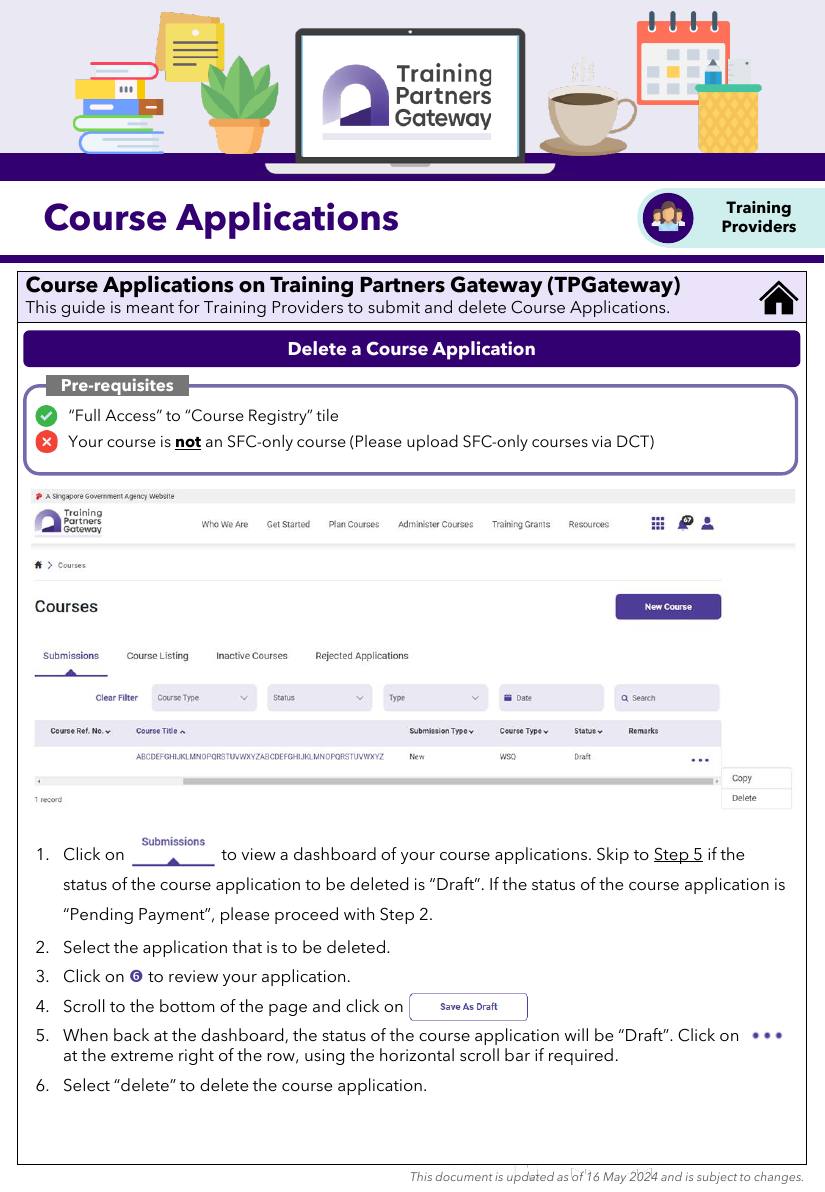 Training
Partners
Gateway
Course Applications
Training
Providers
Course Applications on Training Partners Gateway (TPGateway)
This guide is meant for Training Providers to submit and delete Course Applications.
Delete a Course Application
Pre-requisites
“Full Access” to “Course Registry” tile
Your course is not an SFC-only course (Please upload SFC-only courses via DCT)
A Singapore Government Agency Website
Training
Partners
Gateway
Who We Are Get Started Plan Courses Administer Courses Training Grants Resources 67
Courses
Courses
New Course
Submissions Course Listing Inactive Courses Rejected Applications
Clear Filter Course Type Status Type Date Search
Course Ref. No. Course Title Submission Type Course Type Status Remarks
ABCDEFGHIJKLMNOPQRSTUVWXYZABCDEFGHIJKLMNOPQRSTUVWXYZ New WSQ Draft
Copy
Delete
1 record
1. Click on Submissions to view a dashboard of your course applications. Skip to Step 5 if the
status of the course application to be deleted is “Draft”. If the status of the course application is
“Pending Payment”, please proceed with Step 2.
2. Select the application that is to be deleted.
3. Click on ❻ to review your application.
4. Scroll to the bottom of the page and click on Save As Draft
5. When back at the dashboard, the status of the course application will be “Draft”. Click on •••
at the extreme right of the row, using the horizontal scroll bar if required.
6. Select “delete” to delete the course application.
This document is updated as of 16 May 2024 and is subject to changes.